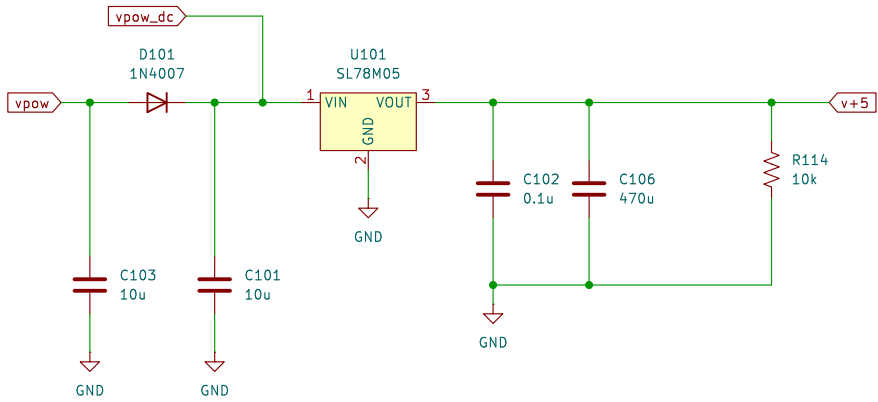 vpow_dc
D101
1N4007
U101
SL78M05
vpow
1
VIN
VOUT
3
GND
2
v+5
C102
0.1u
C106
470u
R114
10k
GND
C103
10u
C101
10u
GND
GND
GND